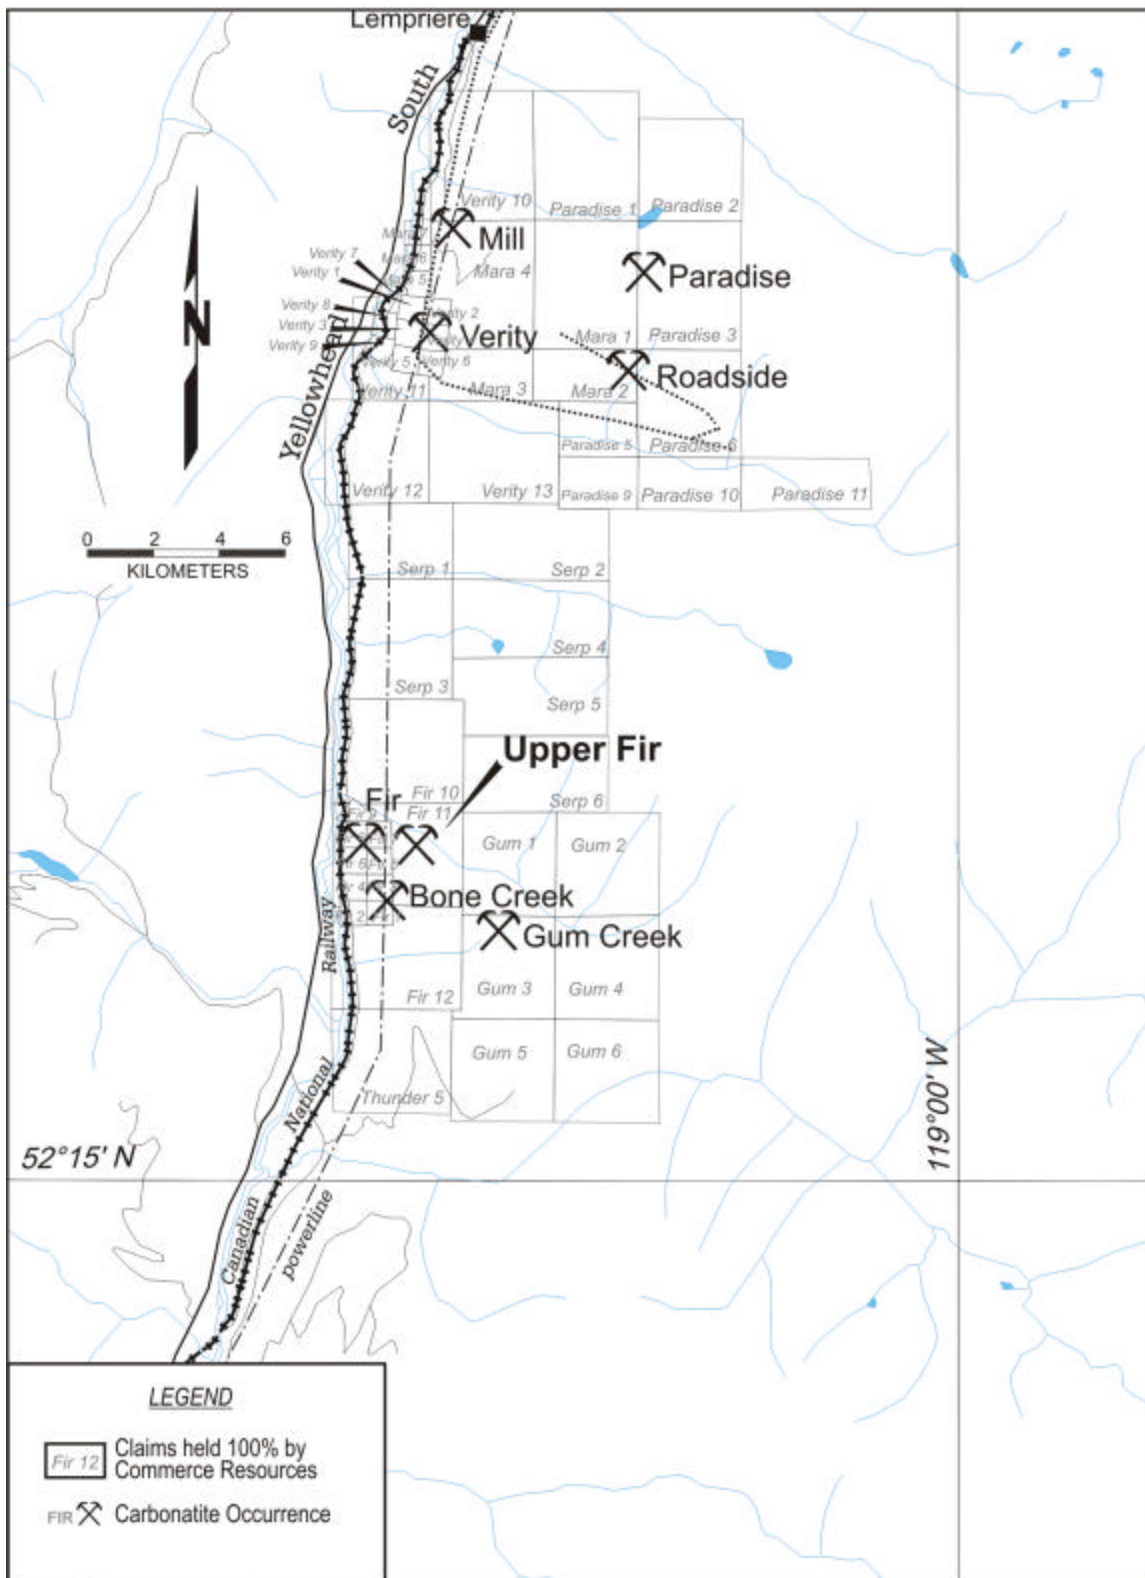 Lempriere
South
Verity 10
Paradise 1
Paradise 2
Mill
Mara 4
Verity 7
Verity 1
Paradise
Verity 8
Verity 2
Verity 3
Verity
Mara 1
Paradise 3
Verity 9
Yellowhead
N
Verity 5
Verity 6
Roadside
Verity 11
Mara 3
Mara 2
Paradise 5
Paradise 6
Verity 12
Verity 13
Paradise 9
Paradise 10
Paradise 11
0 2 4 6
KILOMETERS
Serp 1
Serp 2
Serp 4
Serp 3
Serp 5
Upper Fir
Fir 10
Serp 6
Fir
Fir 11
Gum 1
Gum 2
Bone Creek
Gum Creek
Railway
Fir 12
Gum 3
Gum 4
Gum 5
Gum 6
National
Thunder 5
119°00' W
52°15' N
Canadian
powerline
LEGEND
Fir 12
Claims held 100% by
Commerce Resources
FIR
Carbonatite Occurrence